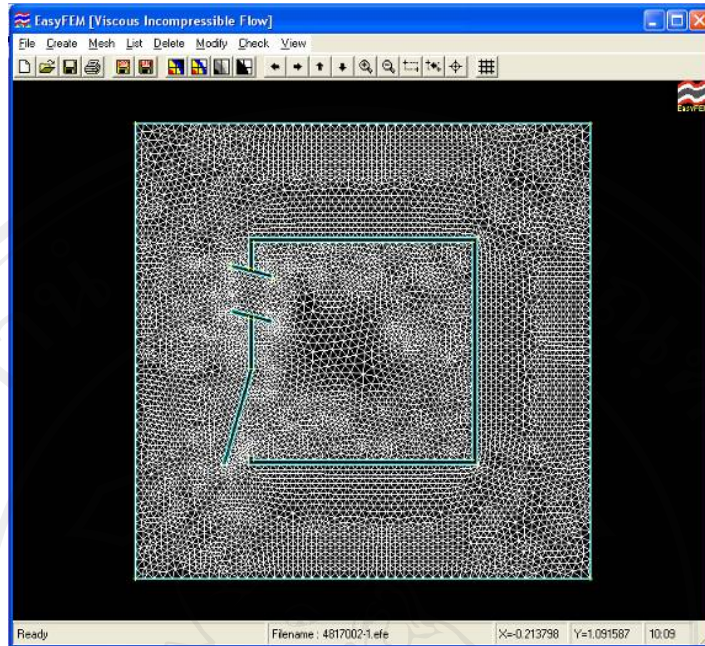 EasyFEM [Viscous Incompressible Flow]
File Create Mesh List Delete Modify Check View
EasyFEM
Ready Filename : 4817002-1.efe X=-0.213798 Y=1.091587 10:09